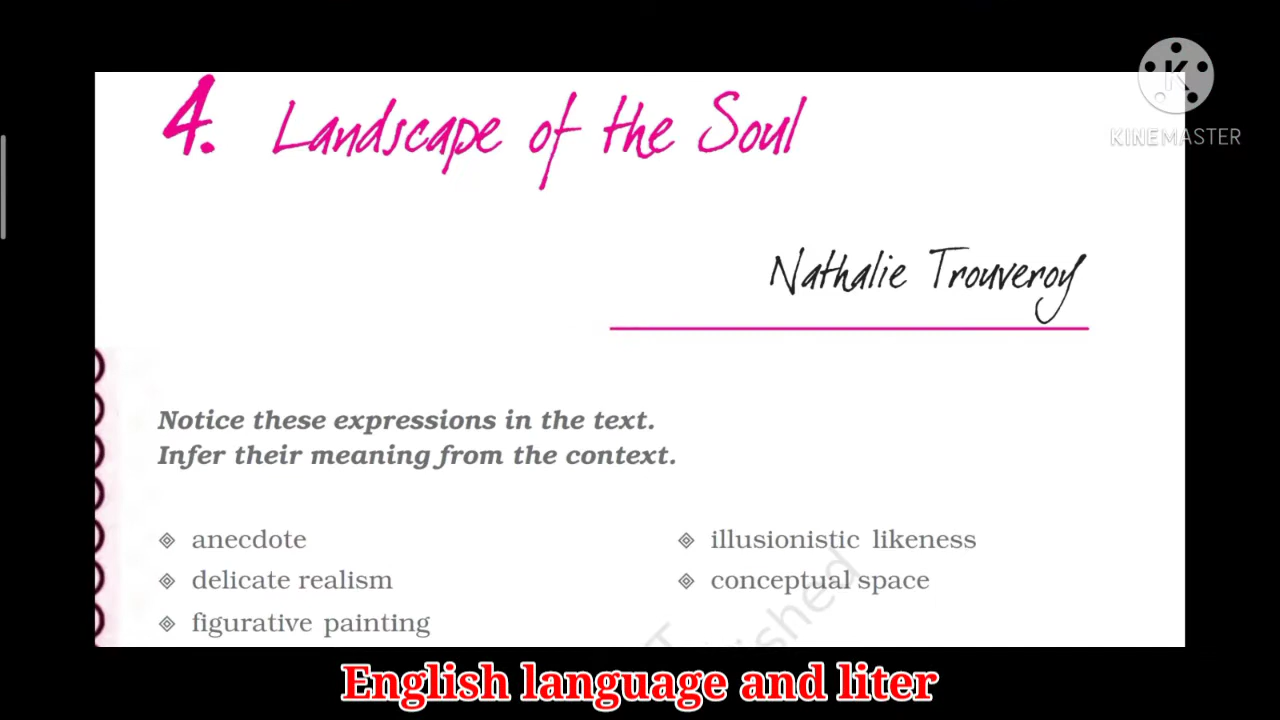 4. Landscape of the Soul
KINEMASTER
Nathalie Trouveroy
Notice these expressions in the text.
Infer their meaning from the context.
anecdote
illusionistic likeness
delicate realism
conceptual space
figurative painting
English language and liter